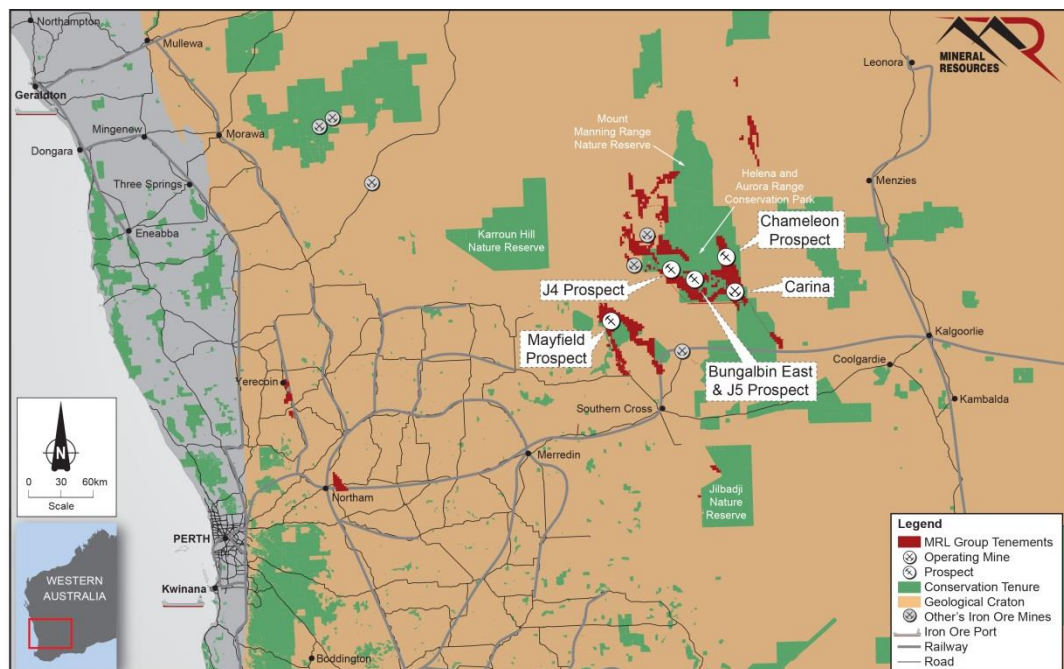 Northampton
Mullewa
Geraldton
Mingenew
Morawa
Dongara
Three Springs
Eneabba
Karroun Hill
Nature Reserve
Mount
Manning Range
Nature Reserve
Helena and
Aurora Range
Conservation Park
MINERAL
RESOURCES
Leonora
Menzies
Chameleon
Prospect
J4 Prospect
Carina
Mayfield
Prospect
Bungalbin East
& J5 Prospect
Kalgoorlie
Coolgardie
Kambalda
Southern Cross
Yerecoin
Merredin
Northam
Jilbadji
Nature
Reserve
N
0 30 60km
Scale
PERTH
Kwinana
Boddington
WESTERN
AUSTRALIA
Legend
MRL Group Tenements
Operating Mine
Prospect
Conservation Tenure
Geological Craton
Other's Iron Ore Mines
Iron Ore Port
Railway
Road